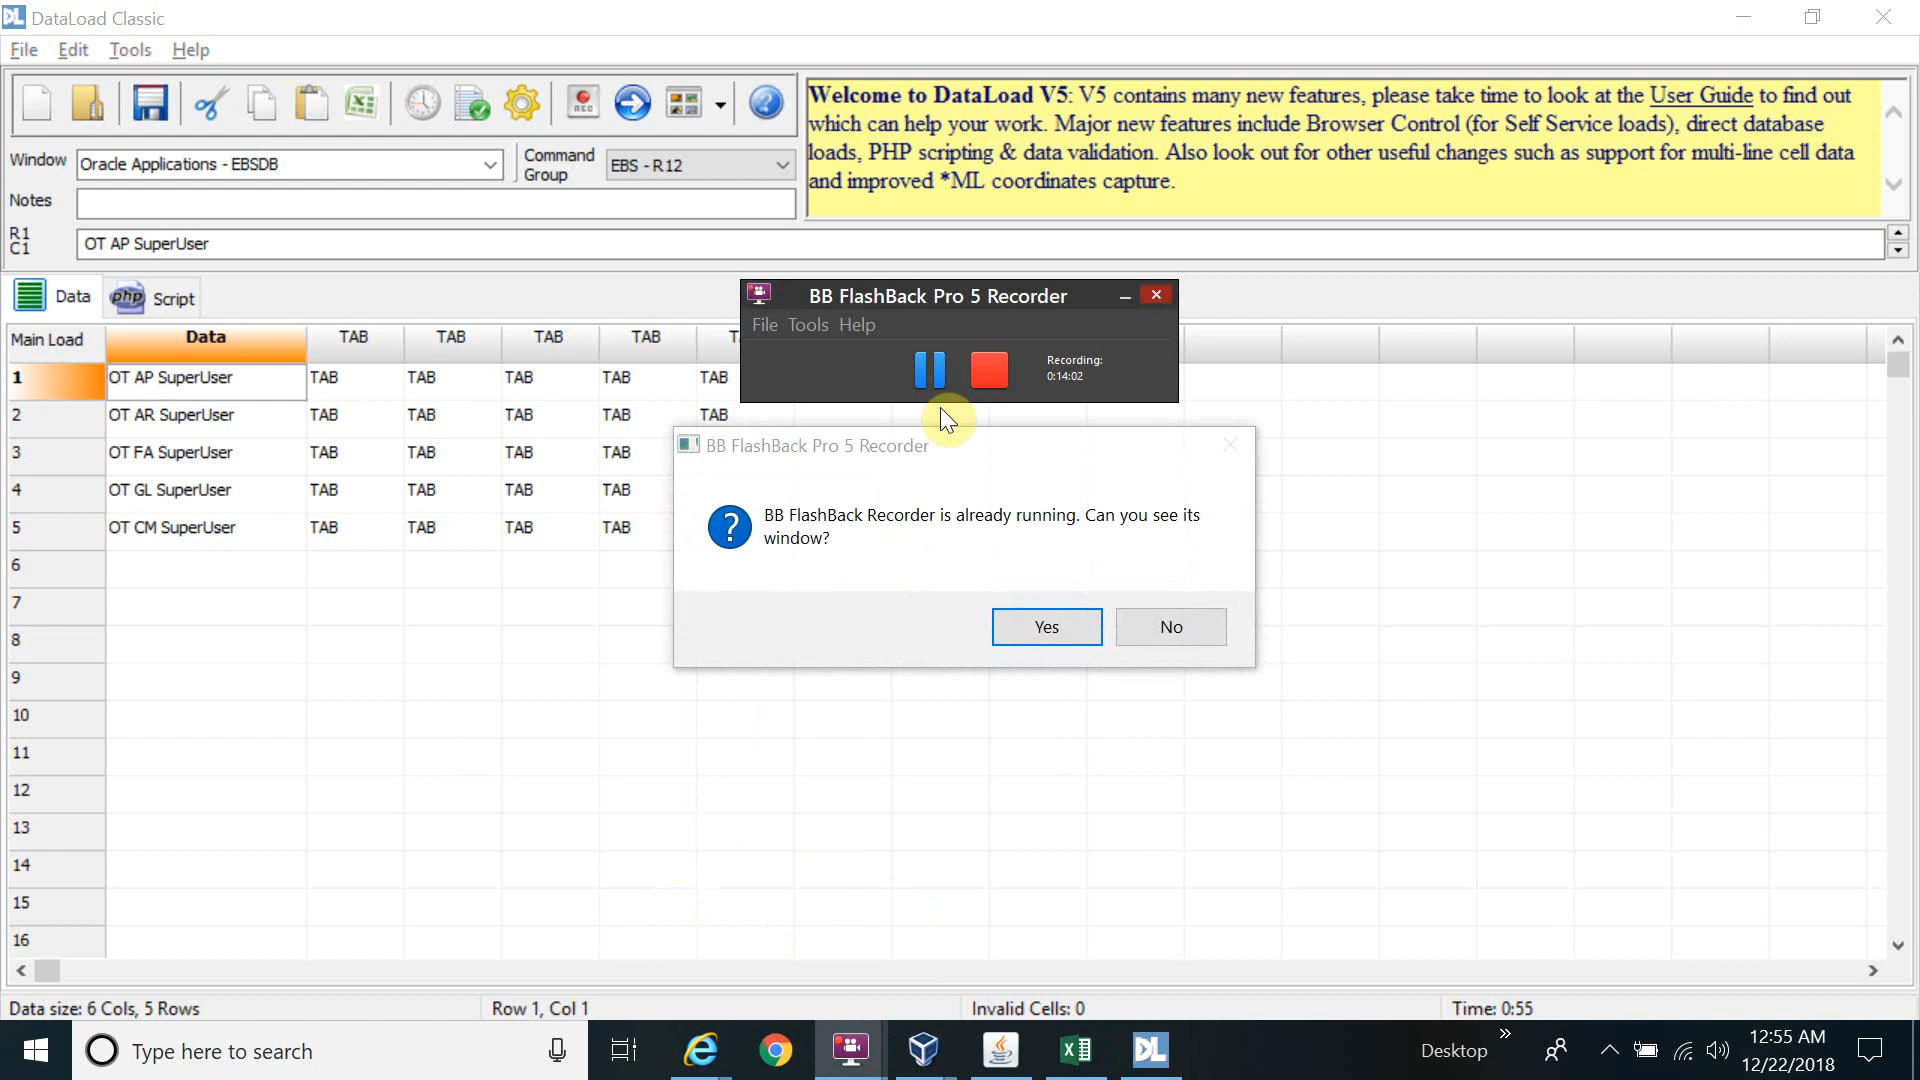 DL DataLoad Classic
File Edit Tools Help
Window Oracle Applications - EBSDB
Command Group EBS - R12
Notes
R1
C1
OT AP SuperUser
Welcome to DataLoad V5: V5 contains many new features, please take time to look at the User Guide to find out
which can help your work. Major new features include Browser Control (for Self Service loads), direct database
loads, PHP scripting & data validation. Also look out for other useful changes such as support for multi-line cell data
and improved *ML coordinates capture.
REC
Data php Script
BB FlashBack Pro 5 Recorder
File Tools Help
Recording:
0:14:02
Main Load Data TAB TAB TAB TAB
1 OT AP SuperUser TAB TAB TAB TAB TAB
2 OT AR SuperUser TAB TAB TAB TAB TAB
3 OT FA SuperUser TAB TAB TAB TAB
4 OT GL SuperUser TAB TAB TAB TAB
5 OT CM SuperUser TAB TAB TAB TAB
6
7
8
9
10
11
12
13
14
15
16
BB FlashBack Pro 5 Recorder
BB FlashBack Recorder is already running. Can you see its
window?
Yes No
Data size: 6 Cols, 5 Rows
Row 1, Col 1
Invalid Cells: 0
Time: 0:55
Type here to search
DL
Desktop
12:55 AM
12/22/2018